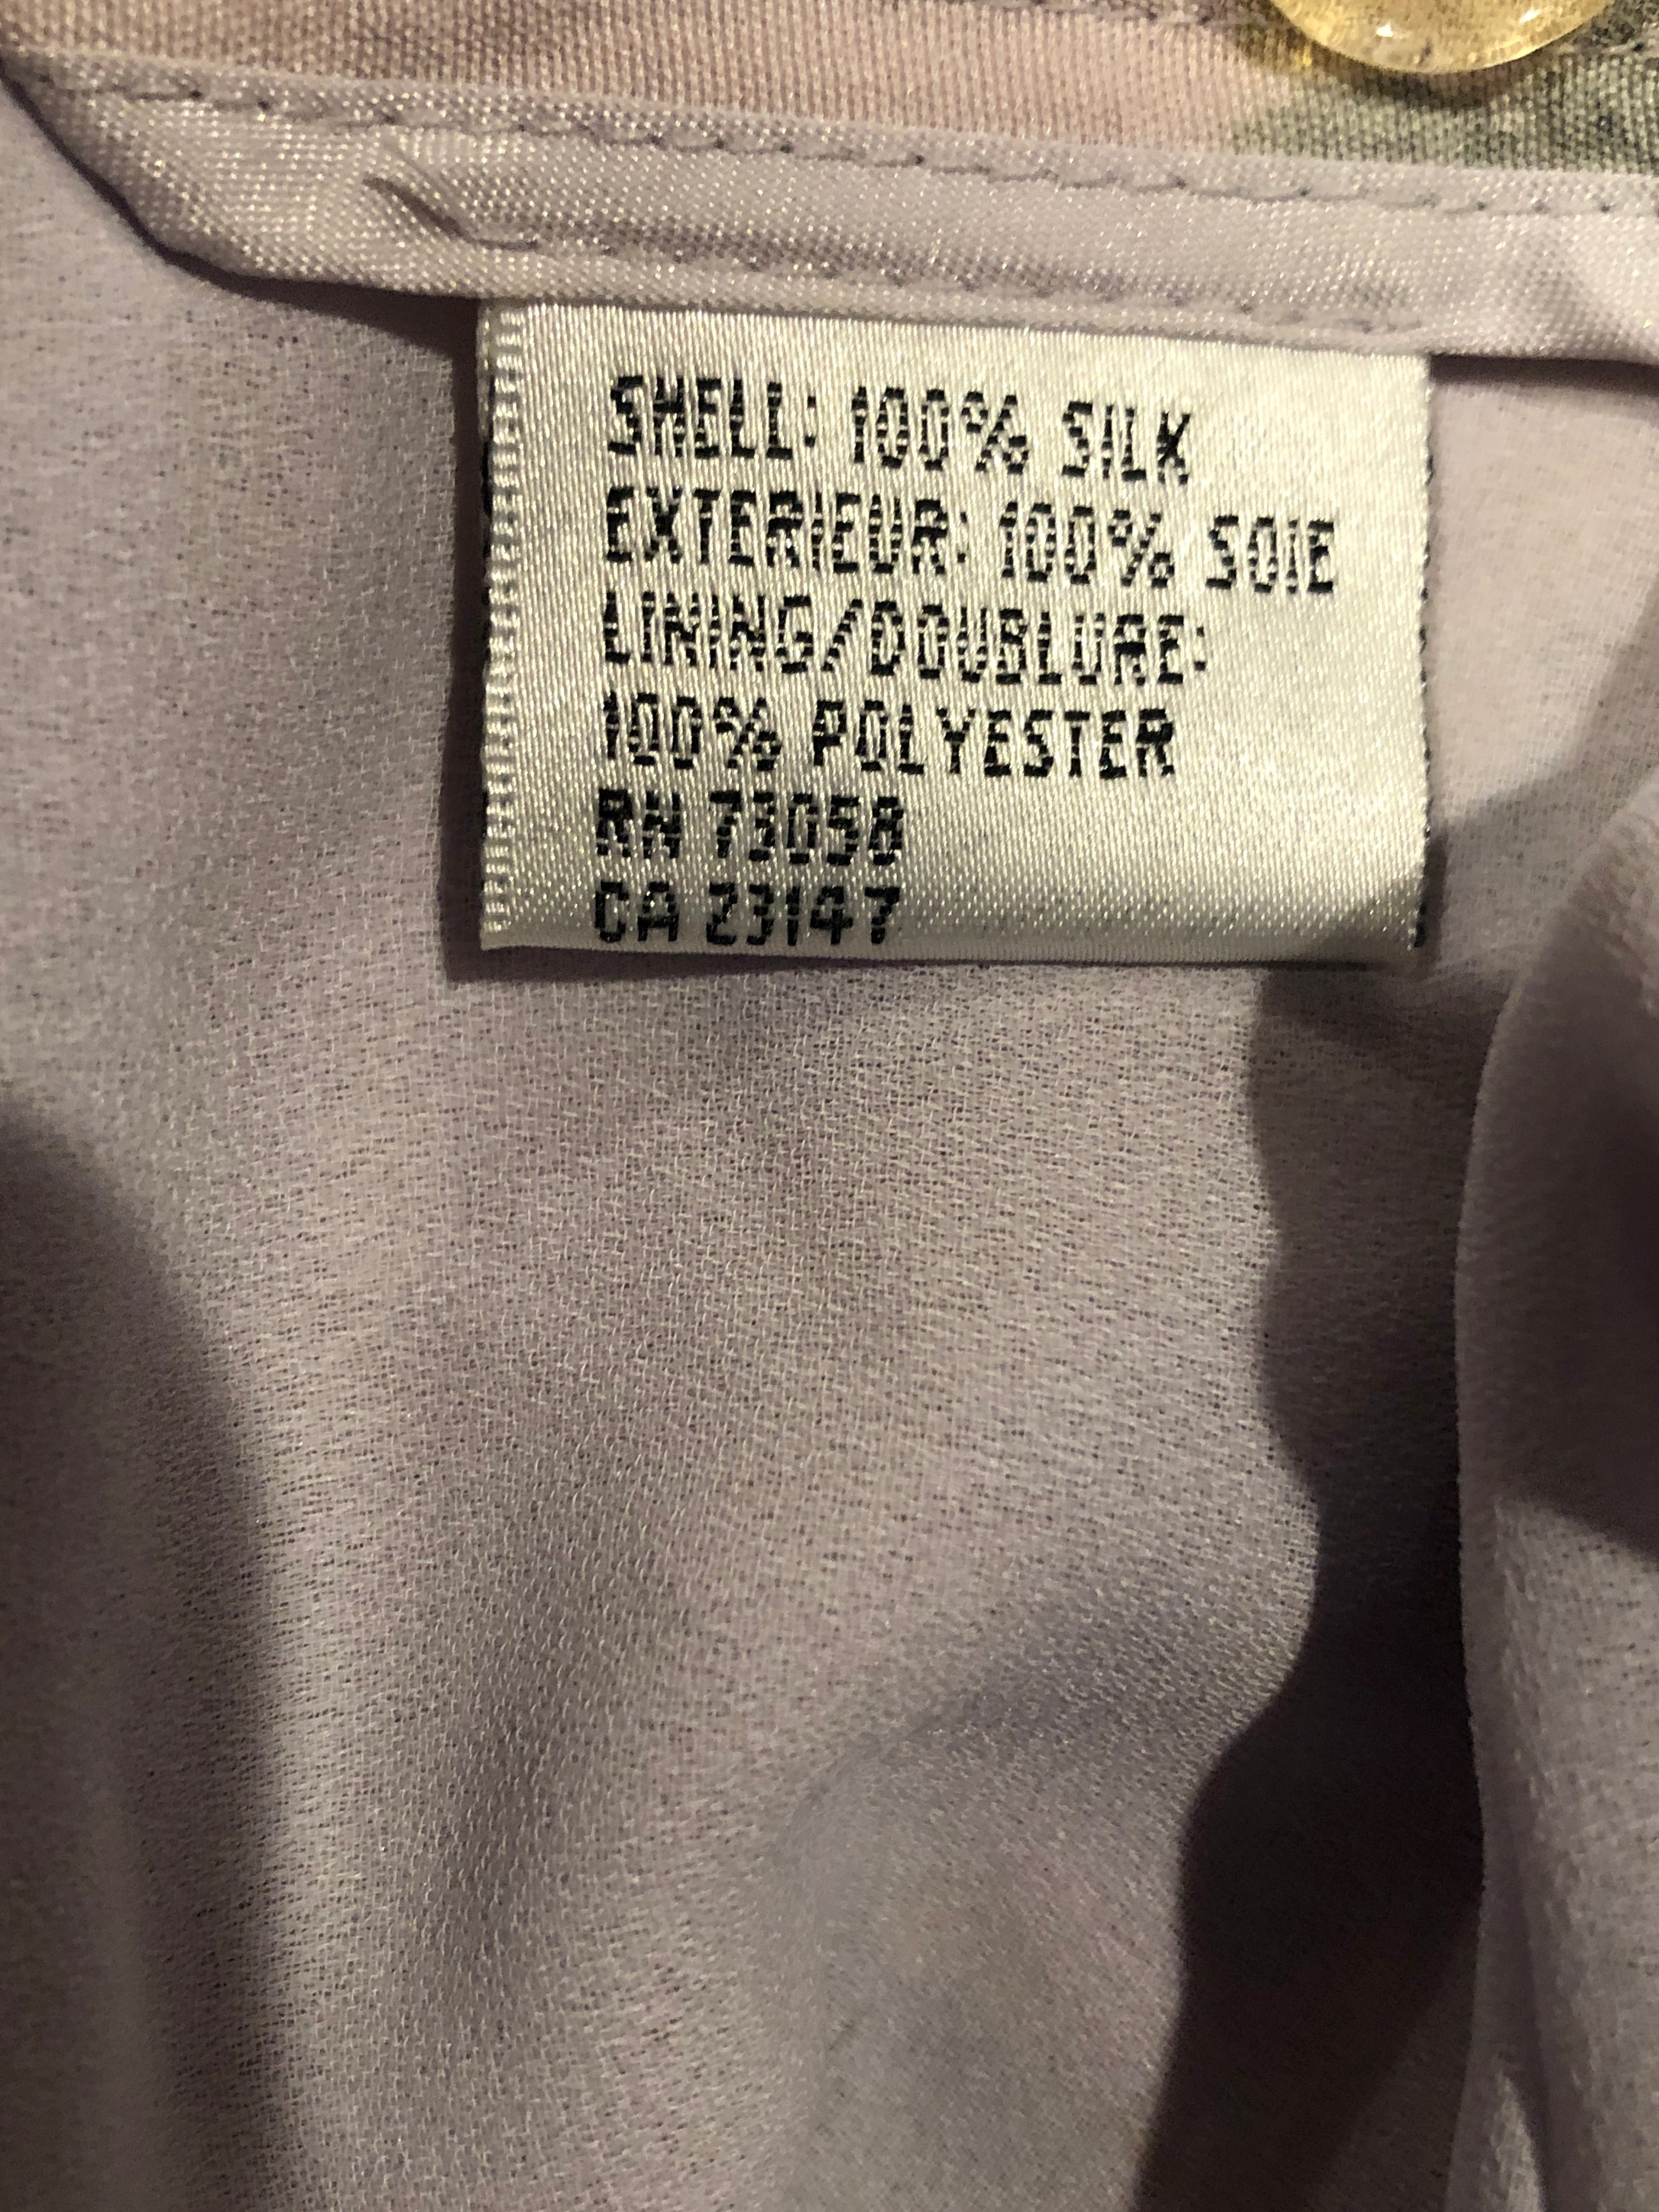 SHELL: 100% SILK
EXTERIEUR: 100% SOIE
LINING/DOUBLURE:
100% POLYESTER
RN 73058
CA 23147